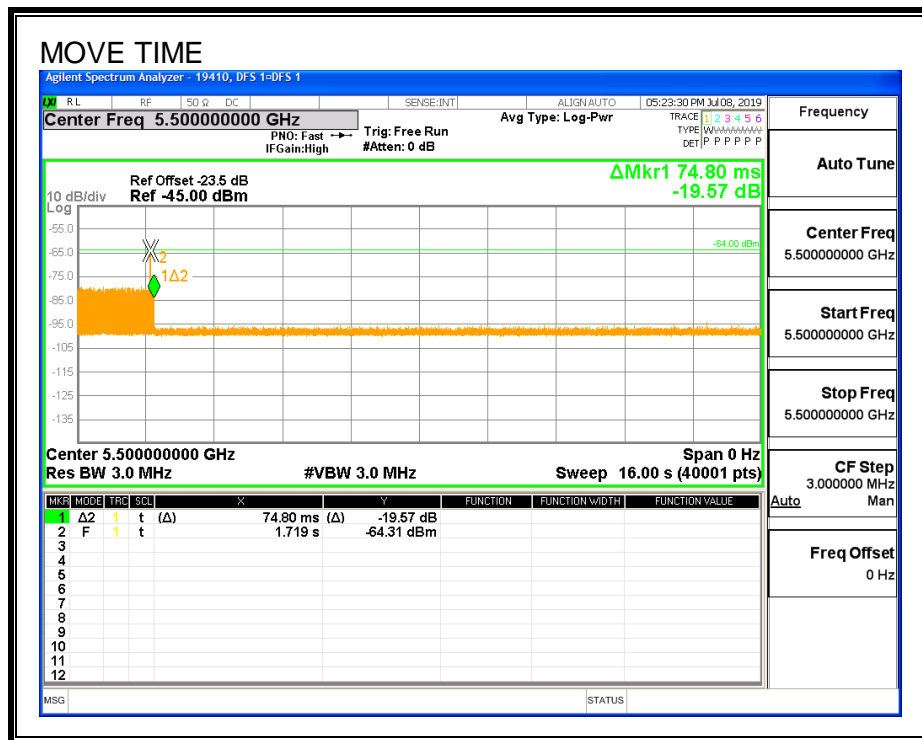 MOVE TIME
Agilent Spectrum Analyzer - 19410, DFS 1¤DFS 1
LXI RL RF 50 Ω DC SENSE:INT ALIGN AUTO 05:23:30 PM Jul 08, 2019
Center Freq 5.500000000 GHz
PNO: Fast
IFGain:High
Trig: Free Run
#Atten: 0 dB
Avg Type: Log-Pwr
TRACE 1 2 3 4 5 6
TYPE WWWWWWW
DET P P P P P P
Frequency
ΔMkr1 74.80 ms
-19.57 dB
Ref Offset -23.5 dB
10 dB/div Ref -45.00 dBm
Log
-55.0
-64.00 dBm
-65.0
2
-75.0
1Δ2
-85.0
-95.0
-105
-115
-125
-135
Center 5.500000000 GHz Span 0 Hz
Res BW 3.0 MHz #VBW 3.0 MHz Sweep 16.00 s (40001 pts)
MKR MODE TRC SCL X Y FUNCTION FUNCTION WIDTH FUNCTION VALUE
1 Δ2 1 t (Δ) 74.80 ms (Δ) -19.57 dB
2 F 1 t 1.719 s -64.31 dBm
3
4
5
6
7
8
9
10
11
12
Auto Tune
Center Freq
5.500000000 GHz
Start Freq
5.500000000 GHz
Stop Freq
5.500000000 GHz
CF Step
3.000000 MHz
Auto Man
Freq Offset
0 Hz
MSG STATUS